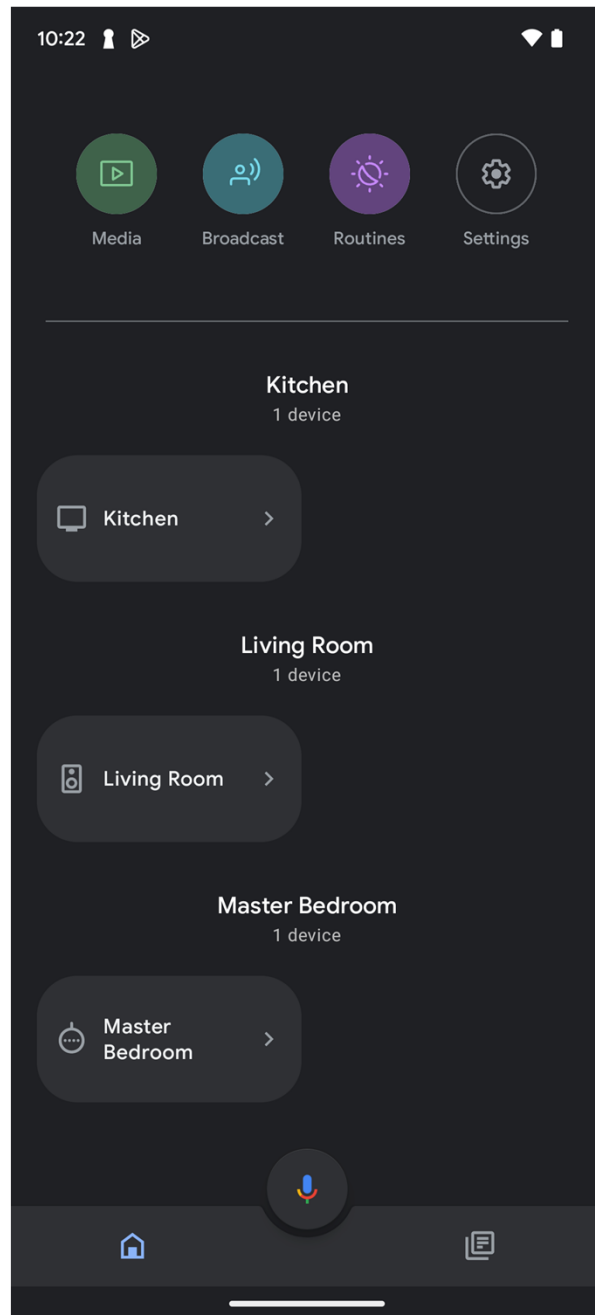 10:22
Media
Broadcast
Routines
Settings
Kitchen
1 device
Kitchen
Living Room
1 device
Living Room
Master Bedroom
1 device
Master
Bedroom